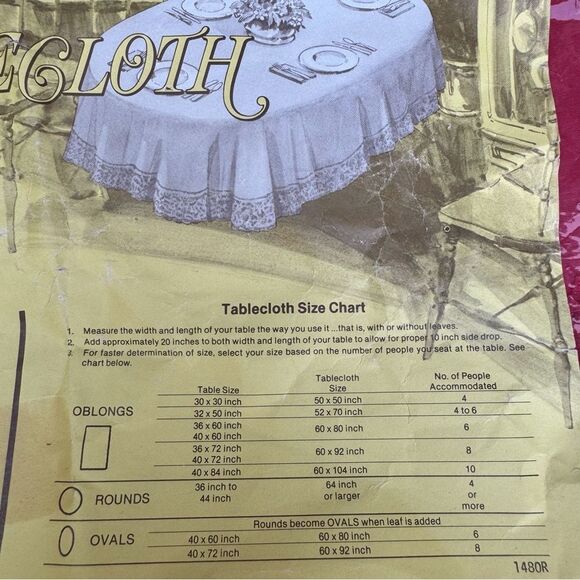 ECLOTH
Tablecloth Size Chart
1. Measure the width and length of your table the way you use it...that is, with or without leaves.
2. Add approximately 20 inches to both width and length of your table to allow for proper 10 inch side drop.
3. For faster determination of size, select your size based on the number of people you seat at the table. See
chart below.
Table Size Tablecloth Size No. of People Accommodated
OBLONGS
30 x 30 inch 50 x 50 inch 4
32 x 50 inch 52 x 70 inch 4 to 6
36 x 60 inch
40 x 60 inch 60 x 80 inch 6
36 x 72 inch
40 x 72 inch 60 x 92 inch 8
40 x 84 inch 60 x 104 inch 10
ROUNDS 36 inch to 44 inch 64 inch or larger 4 or more
Rounds become OVALS when leaf is added
OVALS 40 x 60 inch 60 x 80 inch 6
40 x 72 inch 60 x 92 inch 8
1480R